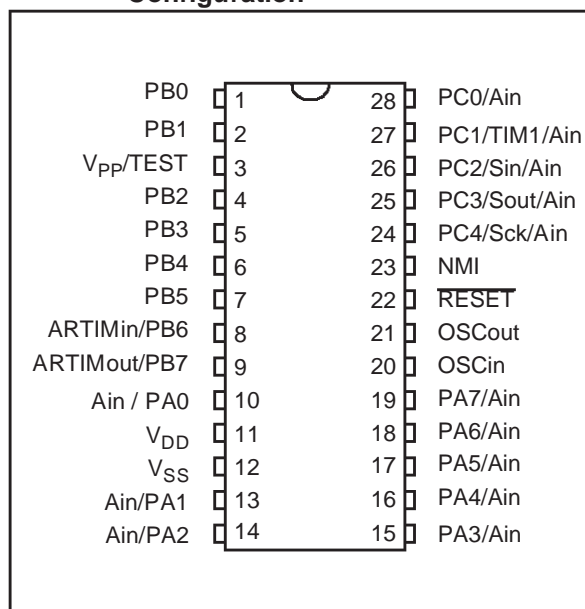 Configuration
PB0 1 28 PC0/Ain
PB1 2 27 PC1/TIM1/Ain
VPP/TEST 3 26 PC2/Sin/Ain
PB2 4 25 PC3/Sout/Ain
PB3 5 24 PC4/Sck/Ain
PB4 6 23 NMI
PB5 7 22 RESET
ARTIMin/PB6 8 21 OSCout
ARTIMout/PB7 9 20 OSCin
Ain / PA0 10 19 PA7/Ain
VDD 11 18 PA6/Ain
VSS 12 17 PA5/Ain
Ain/PA1 13 16 PA4/Ain
Ain/PA2 14 15 PA3/Ain